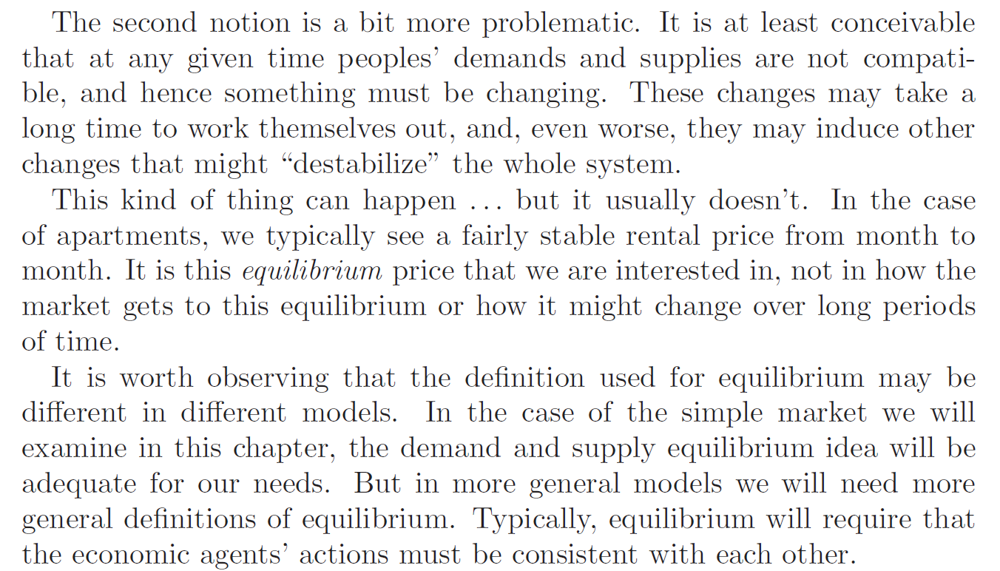 The second notion is a bit more problematic. It is at least conceivable
that at any given time peoples’ demands and supplies are not compati-
ble, and hence something must be changing. These changes may take a
long time to work themselves out, and, even worse, they may induce other
changes that might “destabilize” the whole system.
This kind of thing can happen ... but it usually doesn’t. In the case
of apartments, we typically see a fairly stable rental price from month to
month. It is this equilibrium price that we are interested in, not in how the
market gets to this equilibrium or how it might change over long periods
of time.
It is worth observing that the definition used for equilibrium may be
different in different models. In the case of the simple market we will
examine in this chapter, the demand and supply equilibrium idea will be
adequate for our needs. But in more general models we will need more
general definitions of equilibrium. Typically, equilibrium will require that
the economic agents’ actions must be consistent with each other.